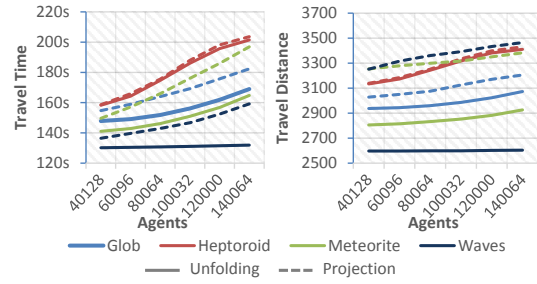 220s
200s
180s
160s
140s
120s
Travel Time
40128
60096
80064
100032
120000
140064
Agents
3700
3500
3300
3100
2900
2700
2500
Travel Distance
40128
60096
80064
100032
120000
140064
Agents
Glob Heptoroid Meteorite Waves
Unfolding Projection